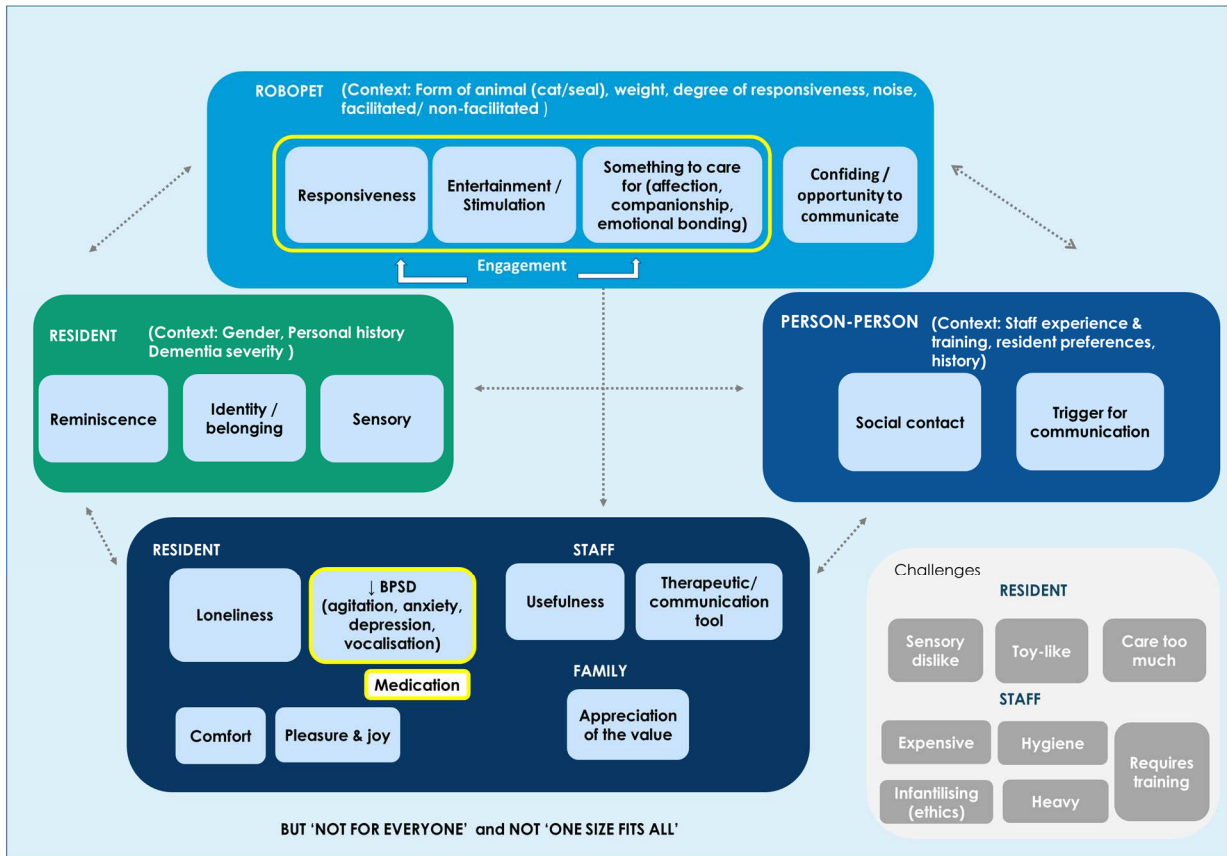 ROBOPET
(Context: Form of animal (cat/seal), weight, degree of responsiveness, noise,
facilitated/ non-facilitated )
Responsiveness
Entertainment /
Stimulation
Something to care
for (affection,
companionship,
emotional bonding)
Confiding /
opportunity to
communicate
Engagement
RESIDENT
(Context: Gender, Personal history
Dementia severity )
Reminiscence
Identity /
belonging
Sensory
PERSON-PERSON
(Context: Staff experience &
training, resident preferences,
history)
Social contact
Trigger for
communication
RESIDENT
Loneliness
↓ BPSD
(agitation, anxiety,
depression,
vocalisation)
Medication
Comfort
Pleasure & joy
STAFF
Usefulness
Therapeutic/
communication
tool
FAMILY
Appreciation
of the value
Challenges
RESIDENT
Sensory
dislike
Toy-like
Care too
much
STAFF
Expensive
Hygiene
Requires
training
Infantilising
(ethics)
Heavy
BUT ‘NOT FOR EVERYONE’ and NOT ‘ONE SIZE FITS ALL’